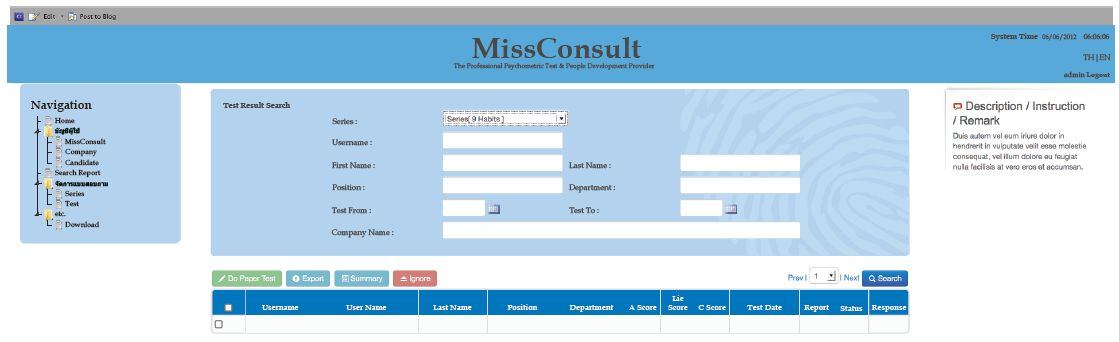 Edit
Post to Blog
MissConsult
The Professional Psychometric Test & People Development Provider
System Time 06/06/2012 06:06:06
TH|EN
admin Logout
Navigation
Home
บัญชีผู้ใช้
MissConsult
Company
Candidate
Search Report
จัดการแบบสอบถาม
Series
Test
etc.
Download
Test Result Search
Series :
Series[ 9 Habits ]
Username :
First Name :
Last Name :
Position :
Department :
Test From :
Test To :
Company Name :
Description / Instruction
/ Remark
Duis autem vel eum iriure dolor in
hendrerit in vulputate velit esse molestie
consequat, vel illum dolore eu feugiat
nulla facilisis at vero eros et accumsan.
Do Paper Test
Export
Summary
Ignore
Prev |
1
| Next
Search
Username
User Name
Last Name
Position
Department
A Score
Lie
Score
C Score
Test Date
Report
Status
Response